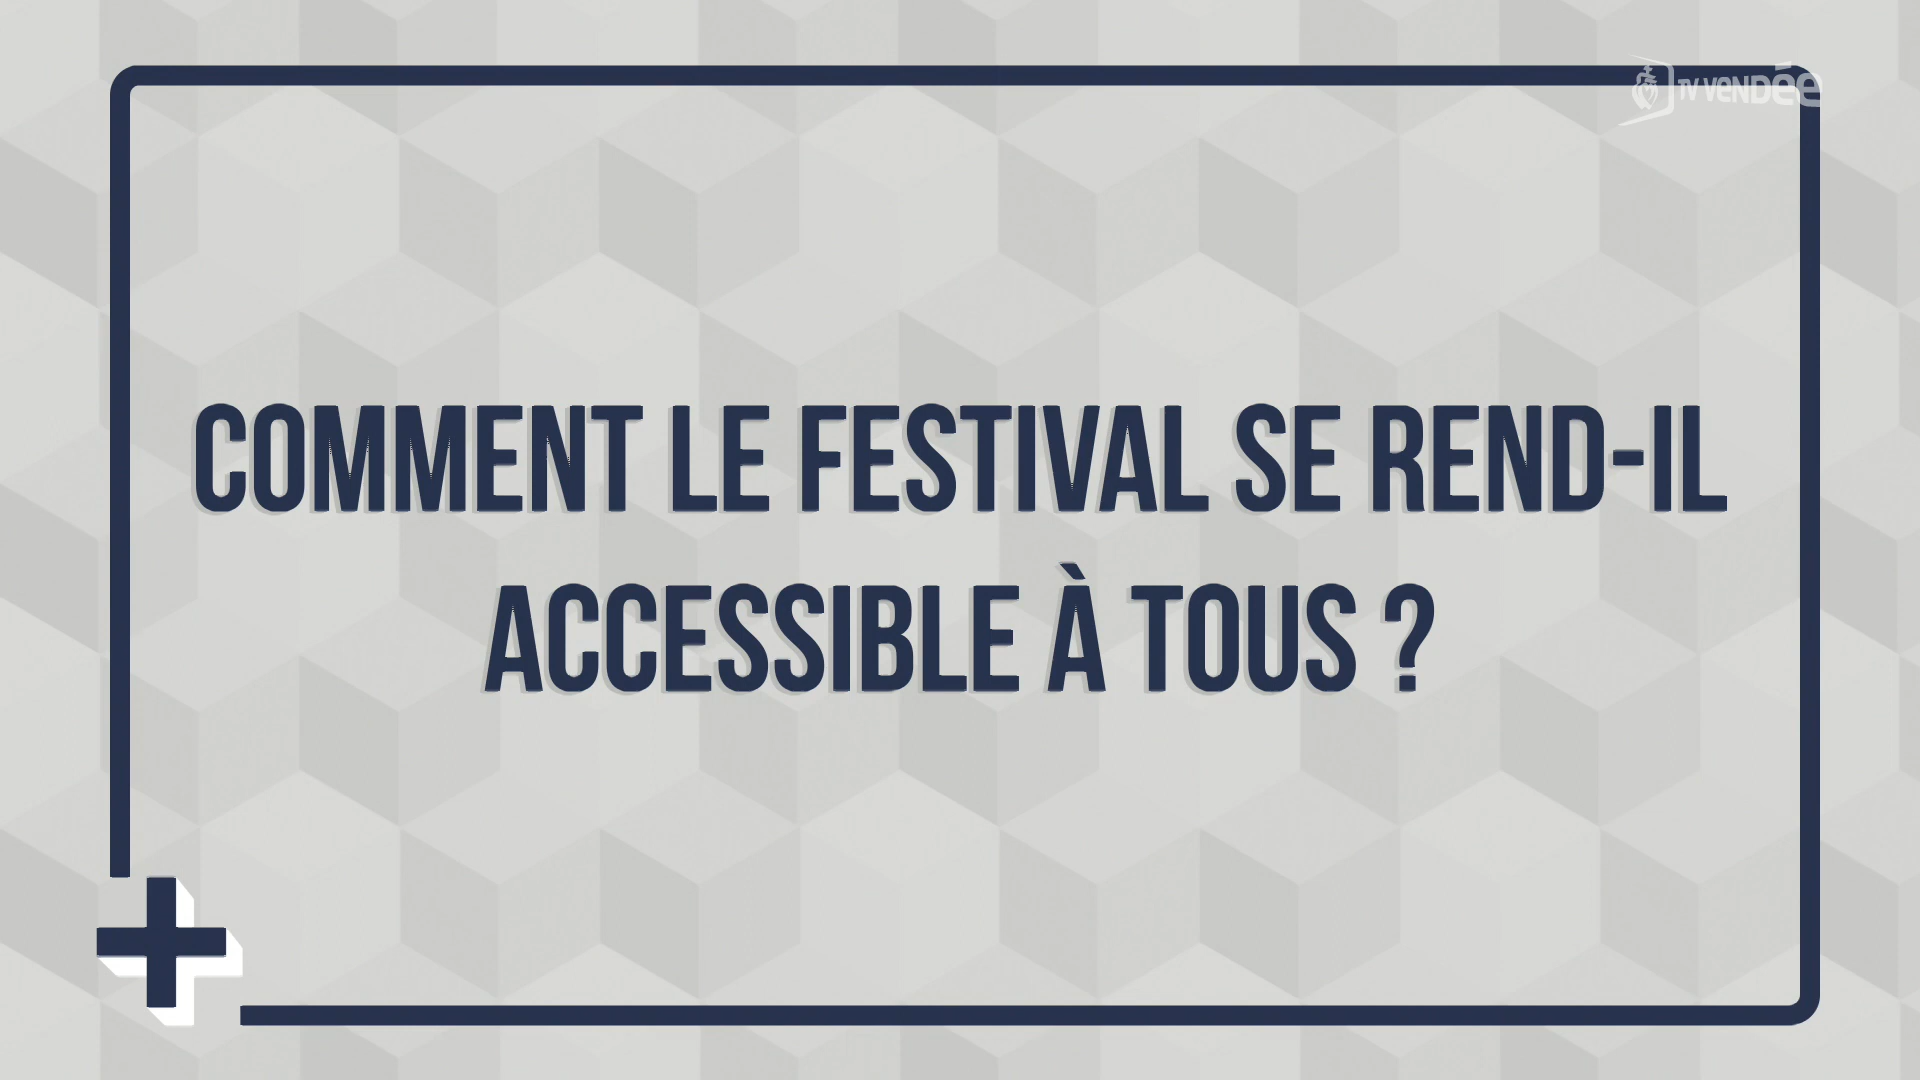 TV VENDÉE
COMMENT LE FESTIVAL SE REND-IL
ACCESSIBLE À TOUS ?